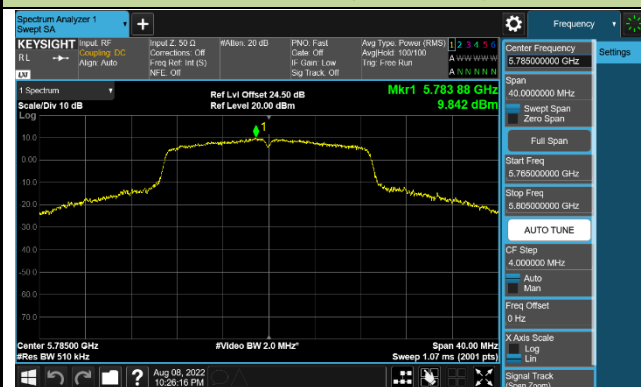 Spectrum Analyzer 1
Swept SA
Frequency
KEYSIGHT
RL
LXI
Input: RF
Coupling: DC
Align: Auto
Input Z: 50 Ω
Corrections: Off
Freq Ref: Int (S)
NFE: Off
#Atten: 20 dB
PNO: Fast
Gate: Off
IF Gain: Low
Sig Track: Off
Avg Type: Power (RMS)
Avg|Hold: 100/100
Trig: Free Run
1 2 3 4 5 6
A W W W W W
A N N N N N
Settings
1 Spectrum
Scale/Div 10 dB
Log
Ref Lvl Offset 24.50 dB
Ref Level 20.00 dBm
Mkr1 5.783 88 GHz
9.842 dBm
1
10.0
0.00
-10.0
-20.0
-30.0
-40.0
-50.0
-60.0
-70.0
Center 5.78500 GHz
#Res BW 510 kHz
#Video BW 2.0 MHz*
Span 40.00 MHz
Sweep 1.07 ms (2001 pts)
Center Frequency
5.785000000 GHz
Span
40.0000000 MHz
Swept Span
Zero Span
Full Span
Start Freq
5.765000000 GHz
Stop Freq
5.805000000 GHz
AUTO TUNE
CF Step
4.000000 MHz
Auto
Man
Freq Offset
0 Hz
X Axis Scale
Log
Lin
Signal Track
(Span Zoom)
?
Aug 08, 2022
10:26:16 PM